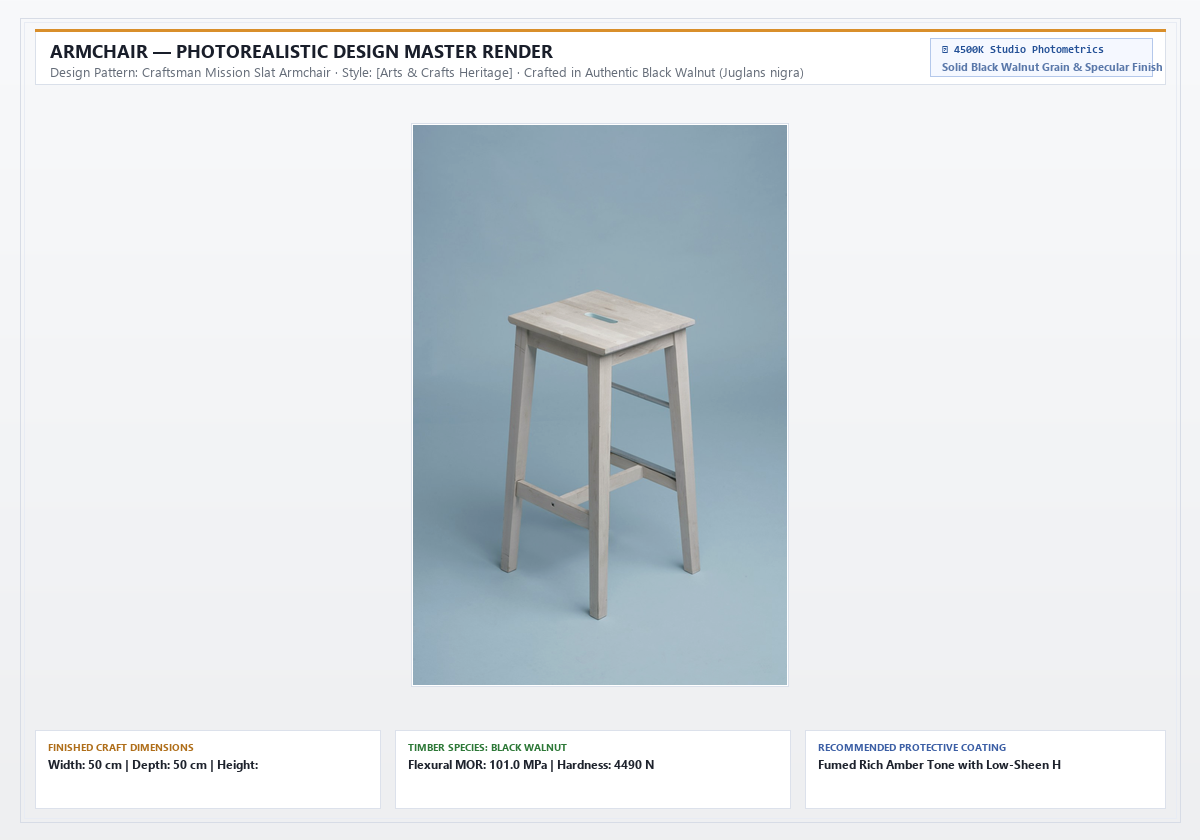 ARMCHAIR — PHOTOREALISTIC DESIGN MASTER RENDER
Design Pattern: Craftsman Mission Slat Armchair · Style: [Arts & Crafts Heritage] · Crafted in Authentic Black Walnut (Juglans nigra)
4500K Studio Photometrics
Solid Black Walnut Grain & Specular Finish
FINISHED CRAFT DIMENSIONS
Width: 50 cm | Depth: 50 cm | Height:
TIMBER SPECIES: BLACK WALNUT
Flexural MOR: 101.0 MPa | Hardness: 4490 N
RECOMMENDED PROTECTIVE COATING
Fumed Rich Amber Tone with Low-Sheen H